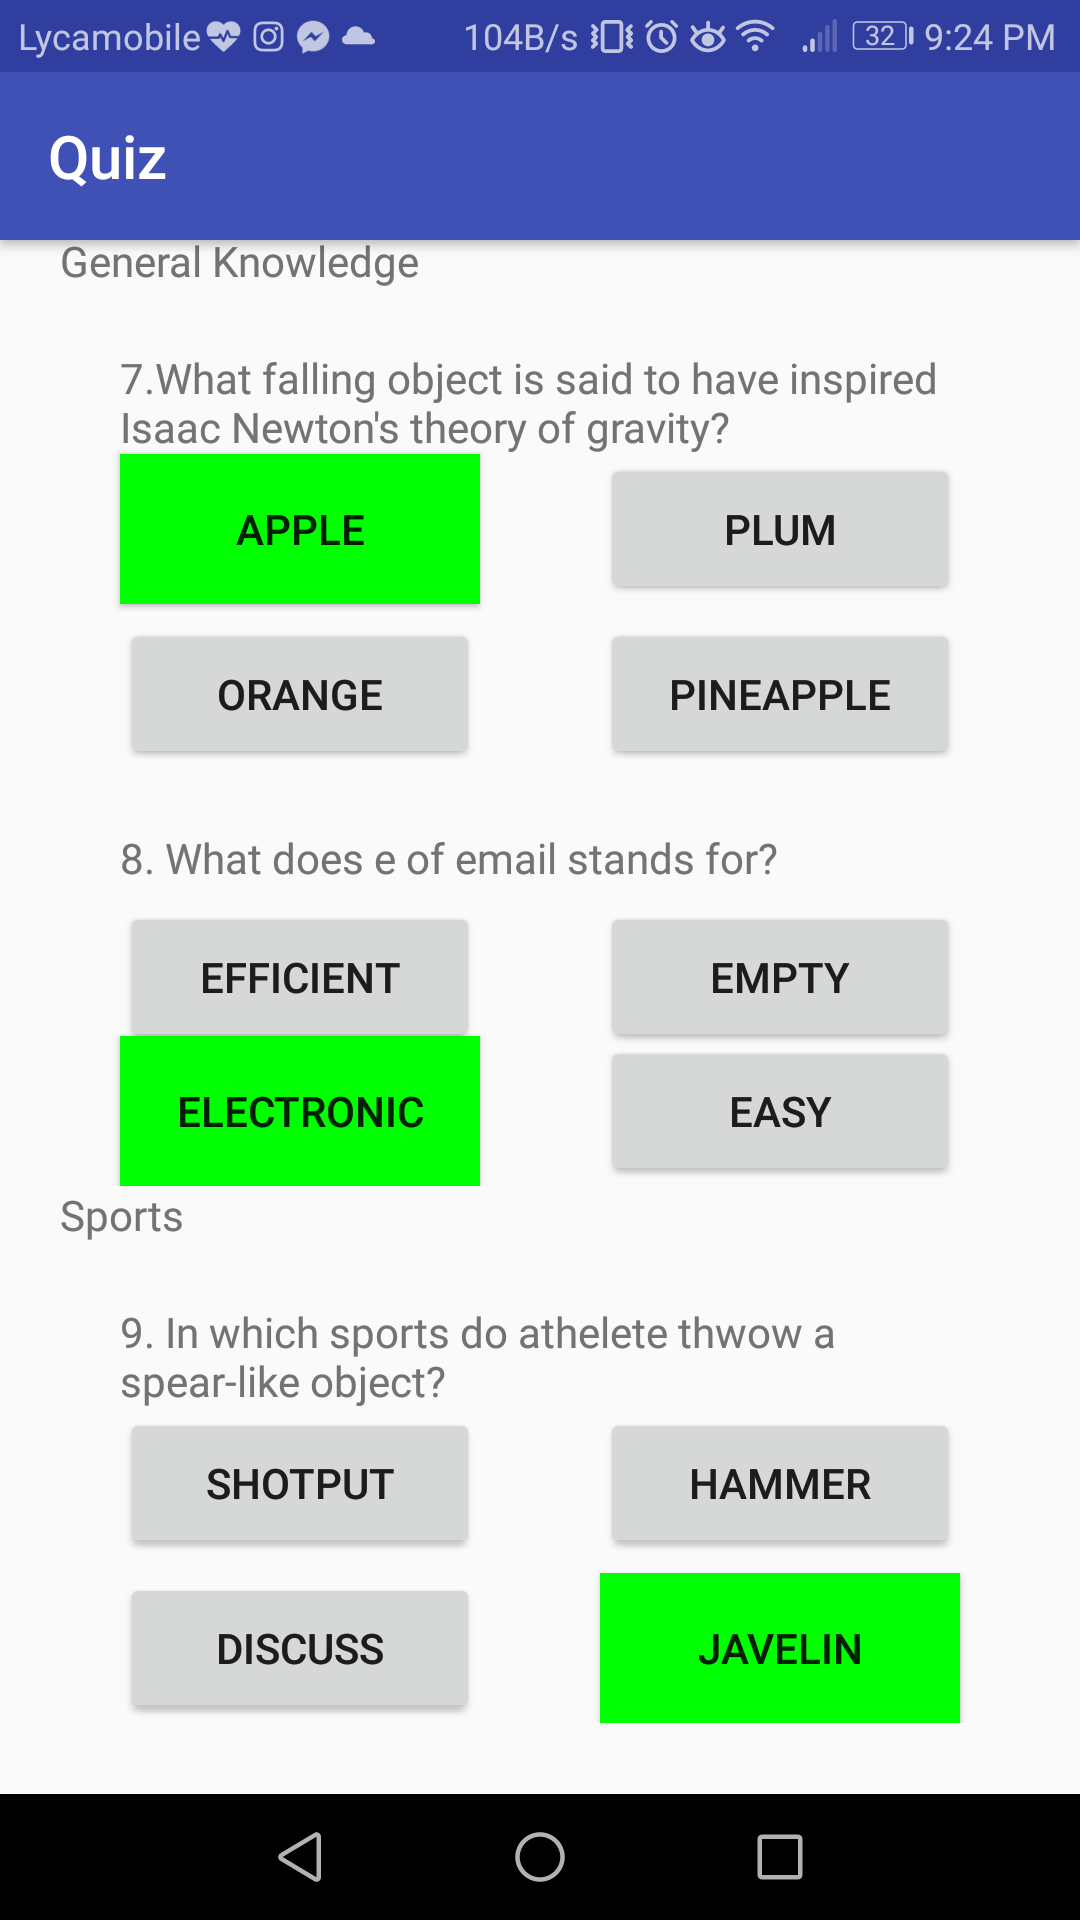 Lycamobile 104B/s 32 9:24 PM
Quiz
General Knowledge
7.What falling object is said to have inspired
Isaac Newton's theory of gravity?
APPLE PLUM
ORANGE PINEAPPLE
8. What does e of email stands for?
EFFICIENT EMPTY
ELECTRONIC EASY
Sports
9. In which sports do athelete thwow a
spear-like object?
SHOTPUT HAMMER
DISCUSS JAVELIN